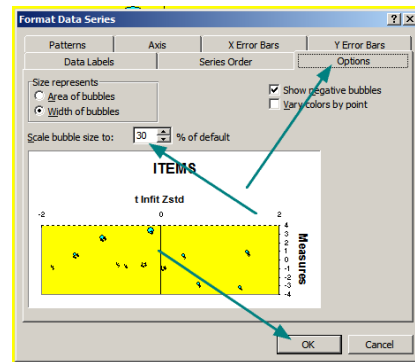 Format Data Series ? ×
Patterns Axis X Error Bars Y Error Bars
Data Labels Series Order Options
Size represents
Area of bubbles
Width of bubbles
Show negative bubbles
Vary colors by point
Scale bubble size to: 30 % of default
ITEMS
t Infit Zstd
-2 0 2
4
3
2
1
0
-1
-2
-3
-4
Measures
OK Cancel